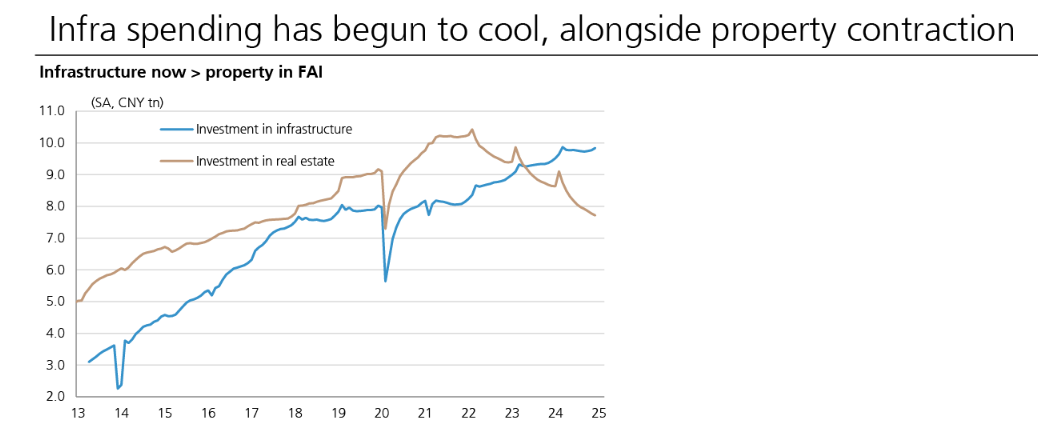 Infra spending has begun to cool, alongside property contraction
Infrastructure now > property in FAI
(SA, CNY tn)
11.0
10.0
9.0
8.0
7.0
6.0
5.0
4.0
3.0
2.0
Investment in infrastructure
Investment in real estate
13 14 15 16 17 18 19 20 21 22 23 24 25